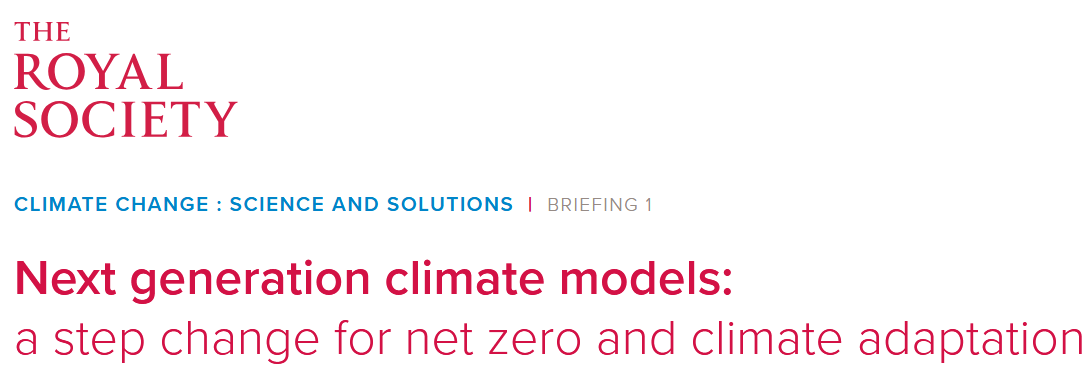 THE
ROYAL
SOCIETY
CLIMATE CHANGE : SCIENCE AND SOLUTIONS | BRIEFING 1
Next generation climate models:
a step change for net zero and climate adaptation